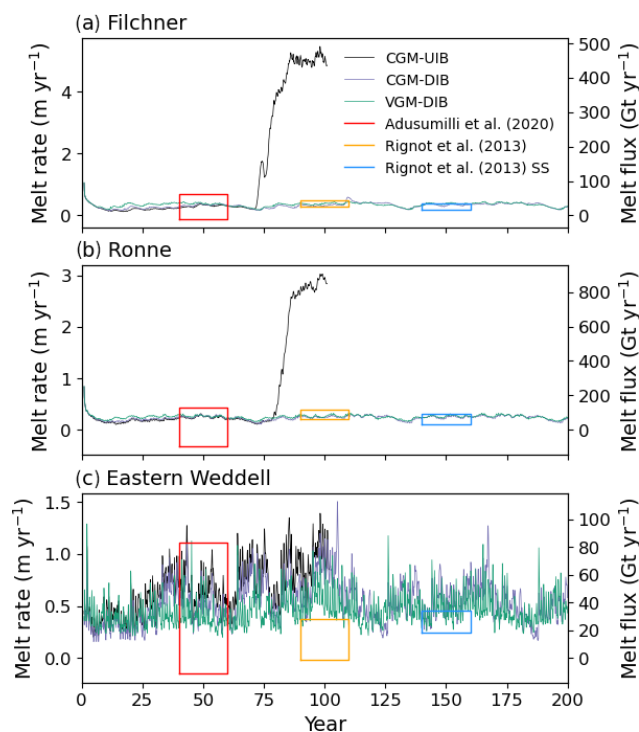 (a) Filchner
Melt rate (m yr⁻¹)
4
2
0
CGM-UIB
CGM-DIB
VGM-DIB
Adusumilli et al. (2020)
Rignot et al. (2013)
Rignot et al. (2013) SS
500
400
300
200
100
0
Melt flux (Gt yr⁻¹)
(b) Ronne
Melt rate (m yr⁻¹)
3
2
1
0
800
600
400
200
0
Melt flux (Gt yr⁻¹)
(c) Eastern Weddell
Melt rate (m yr⁻¹)
1.5
1.0
0.5
0.0
100
80
60
40
20
0
Melt flux (Gt yr⁻¹)
0 25 50 75 100 125 150 175 200
Year